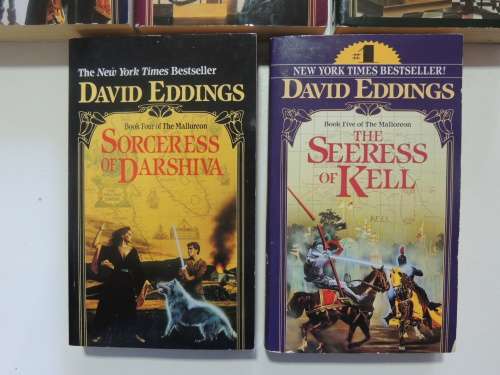 The New York Times Bestseller
DAVID EDDINGS
Book Four of The Malloreon
SORCERESS
OF DARSHIVA
#1
NEW YORK TIMES BESTSELLER!
DAVID EDDINGS
Book Five of The Malloreon
THE
SEERESS
OF KELL
KELL